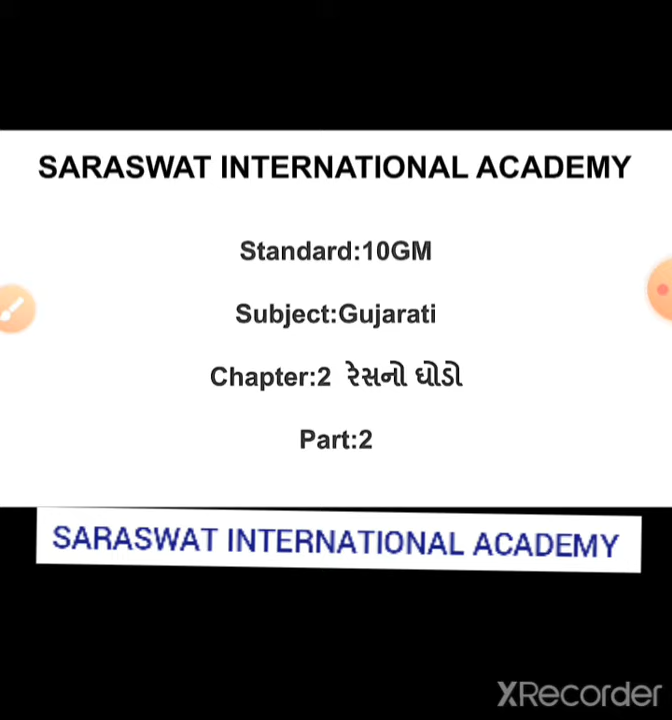 SARASWAT INTERNATIONAL ACADEMY
Standard:10GM
Subject:Gujarati
Chapter:2 રેસનો ઘોડો
Part:2
SARASWAT INTERNATIONAL ACADEMY
XRecorder